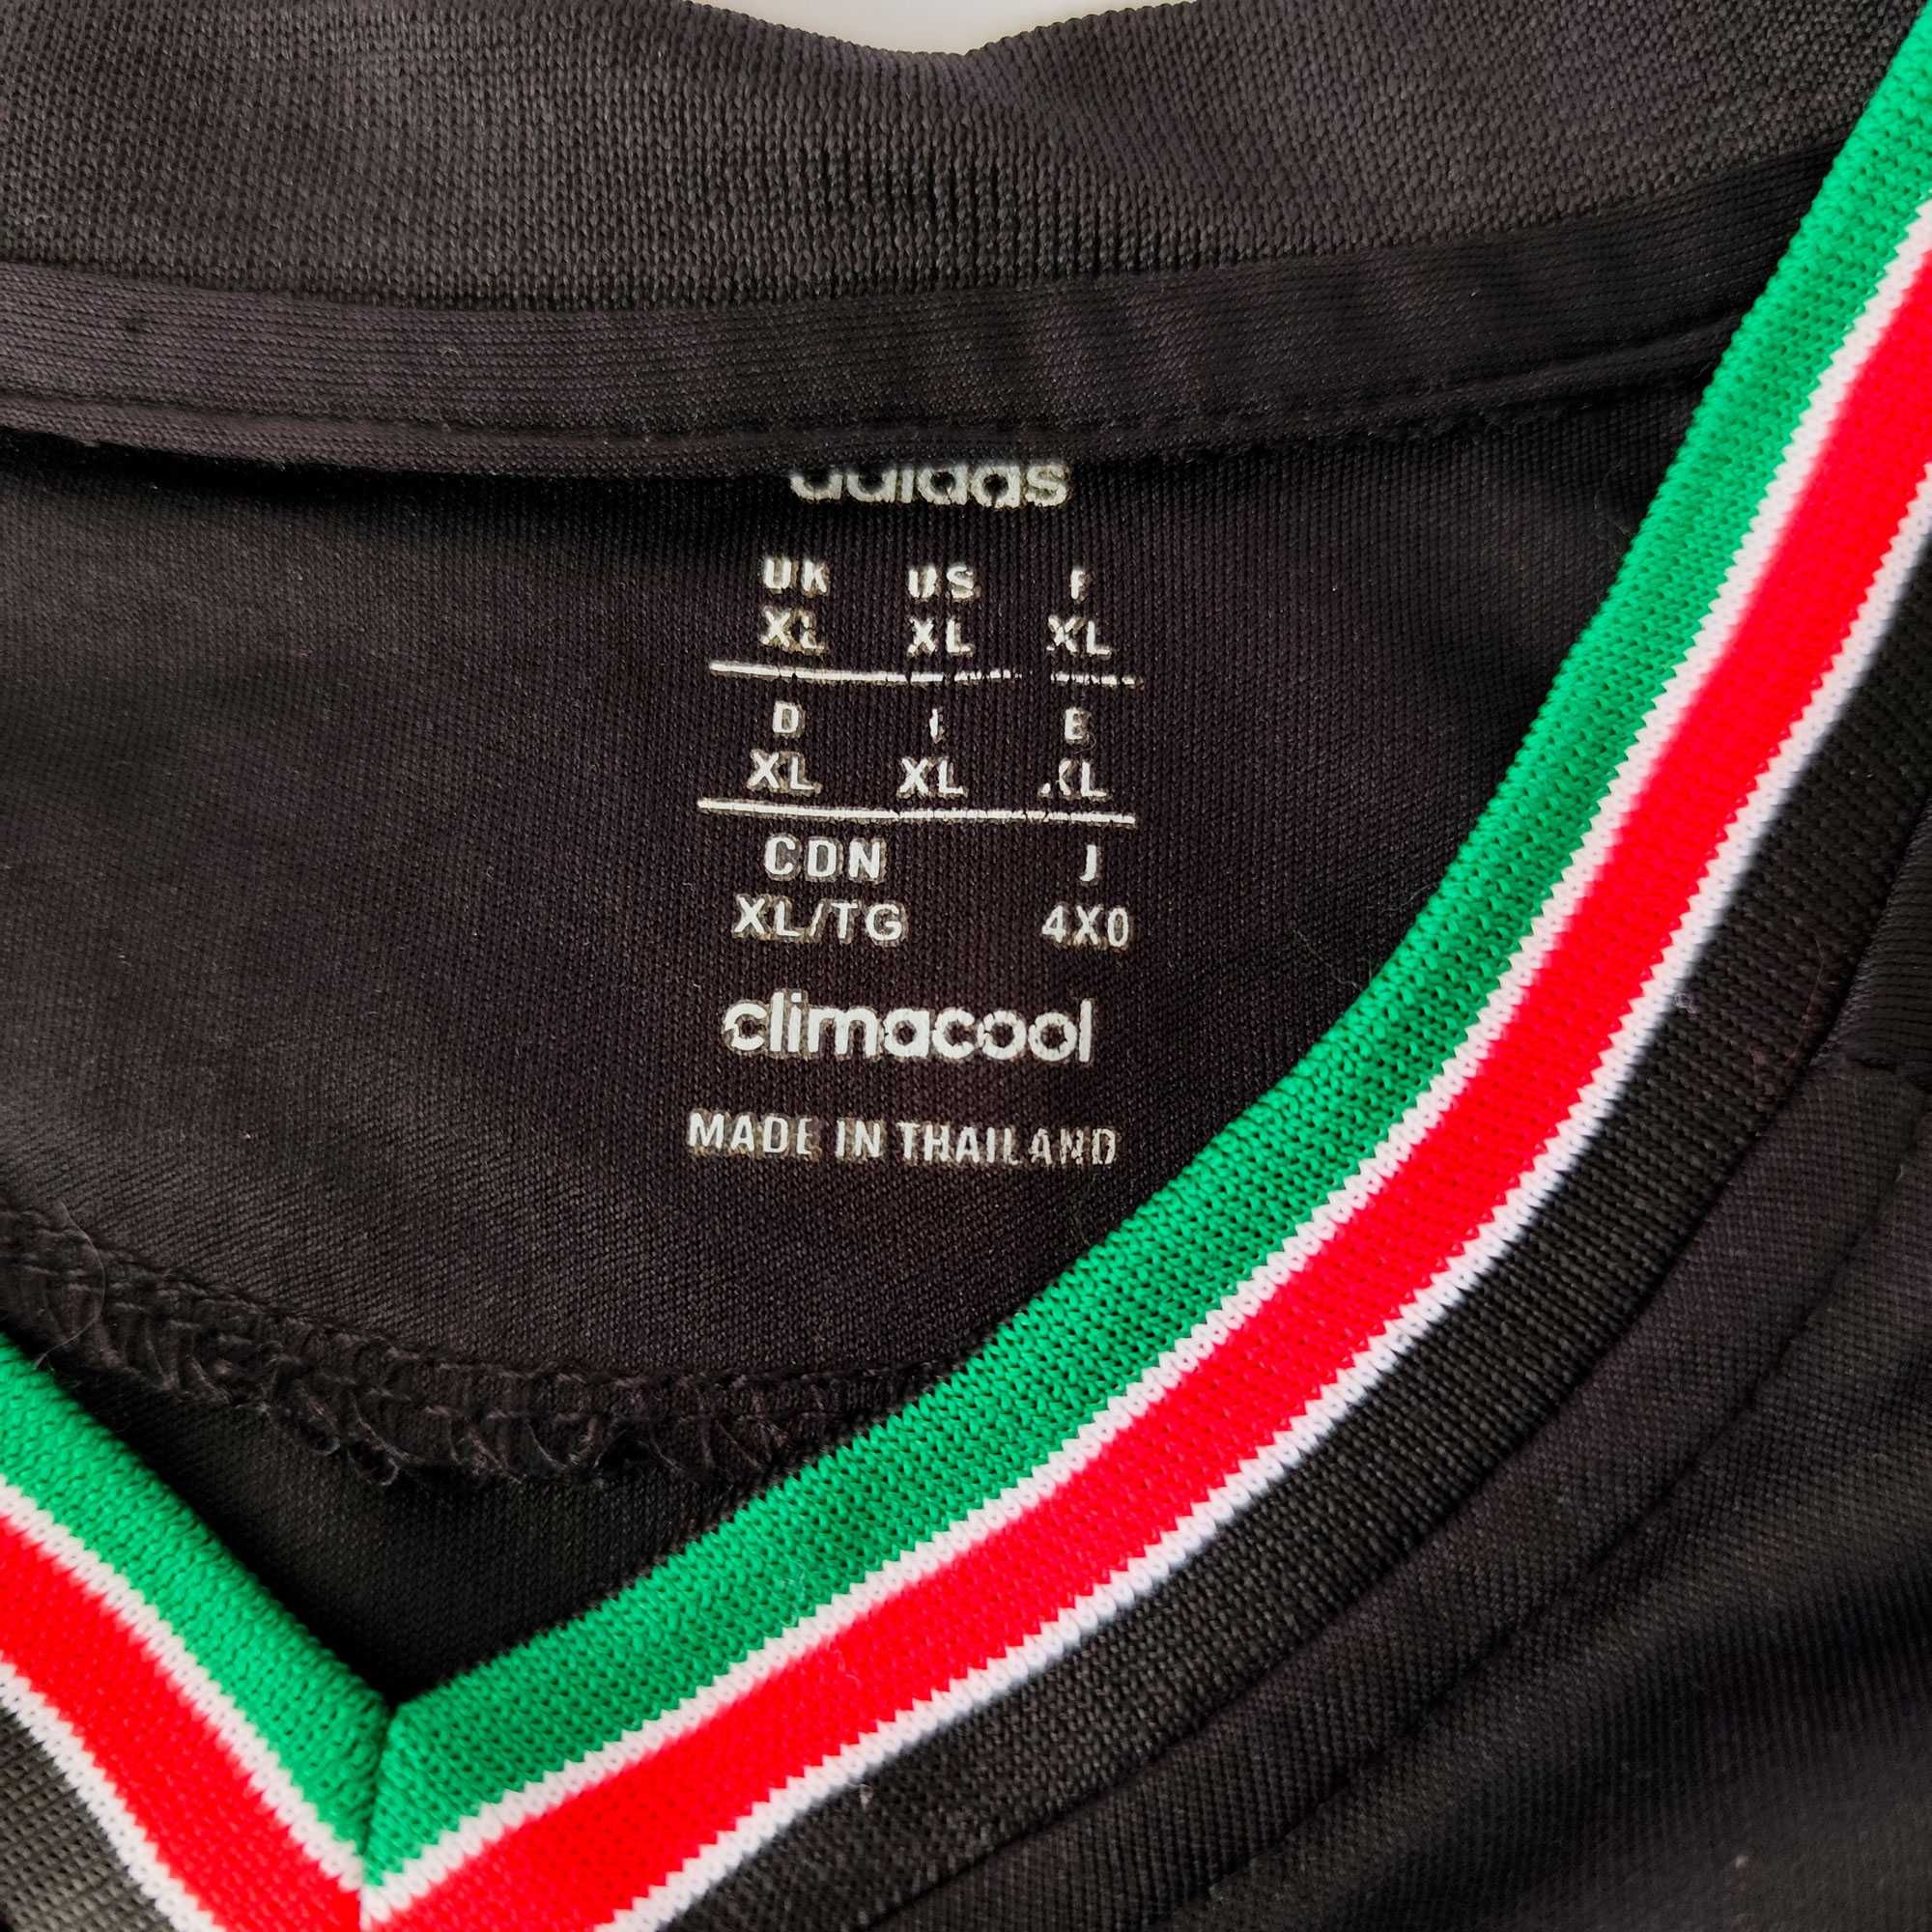 adidas
UK US F
XL XL XL
D I E
XL XL XL
CDN J
XL/TG 4XO
climacool
MADE IN THAILAND